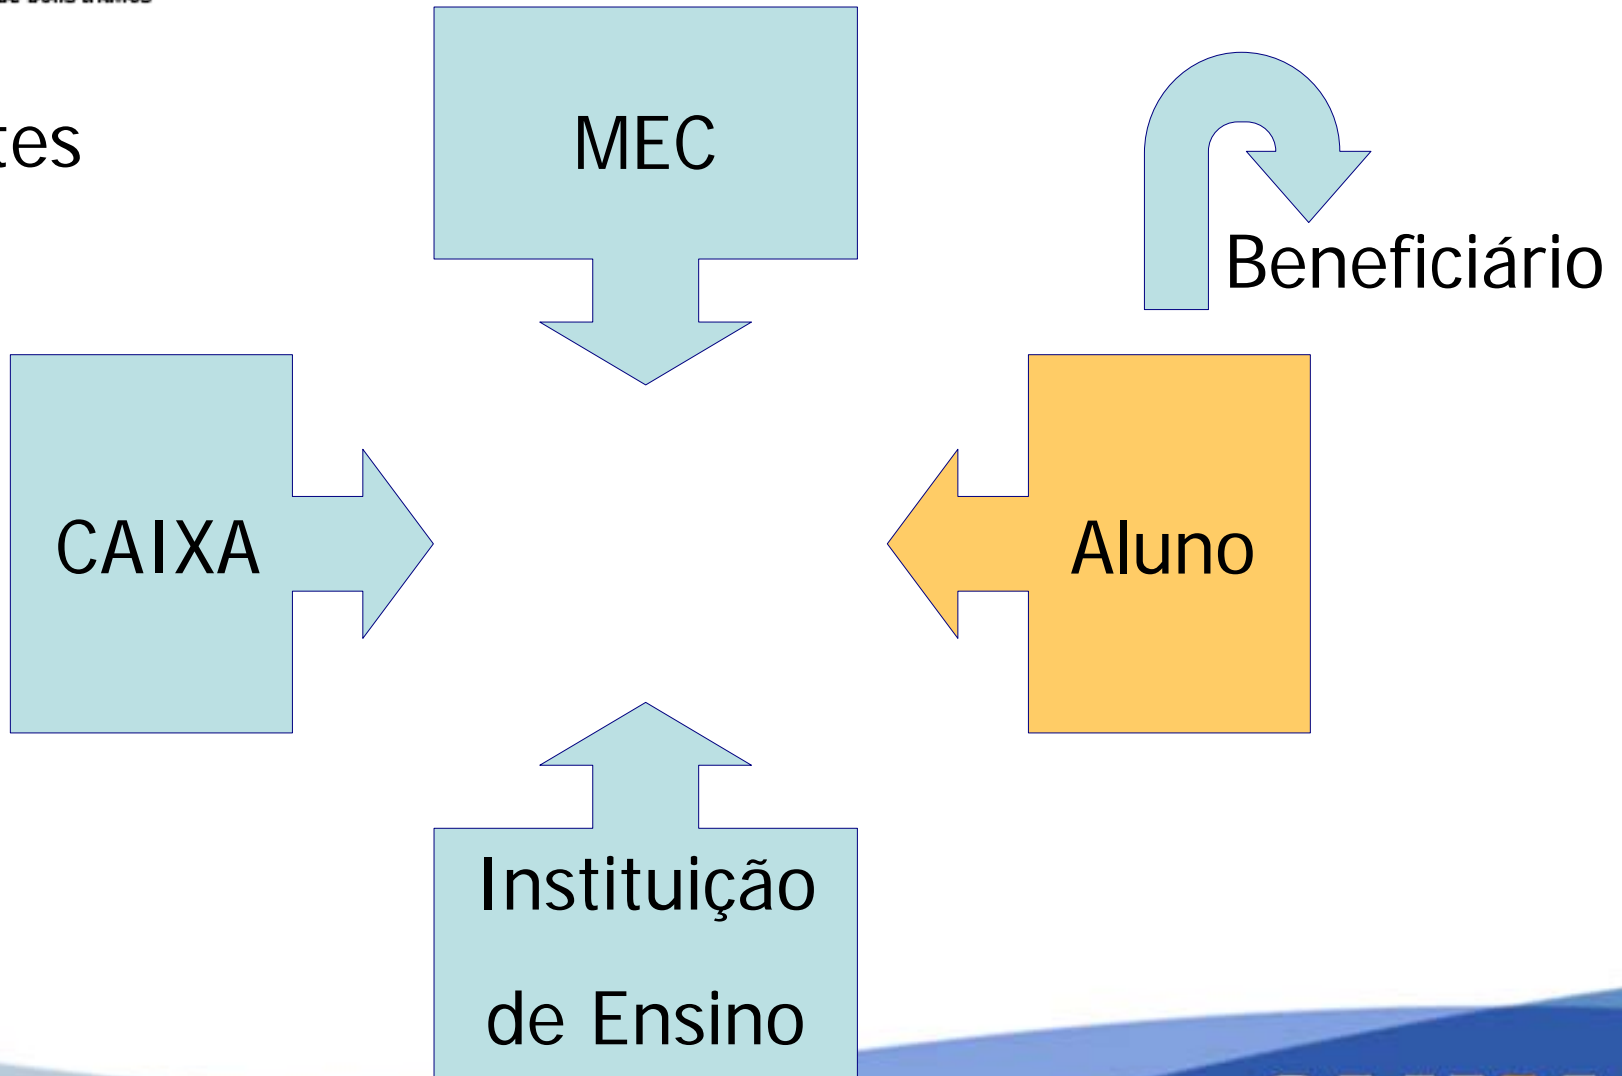 tes
MEC
Beneficiário
CAIXA
Aluno
Instituição
de Ensino